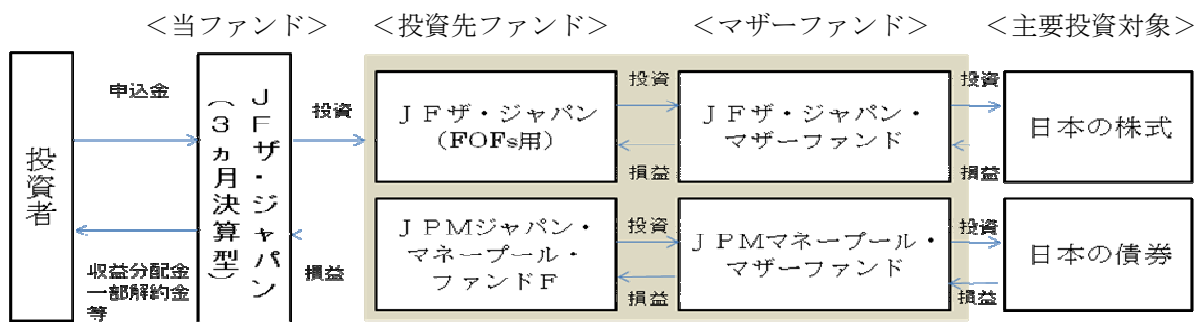 ＜当ファンド＞
＜投資先ファンド＞
＜マザーファンド＞
＜主要投資対象＞
投資者
申込金
収益分配金
一部解約金
等
ＪＦザ・ジャパン
（３ヵ月決算型）
投資
損益
ＪＦザ・ジャパン
(FOFs用)
投資
損益
ＪＦザ・ジャパン・
マザーファンド
投資
損益
日本の株式
ＪＰＭジャパン・
マネープール・
ファンドＦ
投資
損益
ＪＰＭマネープール・
マザーファンド
投資
損益
日本の債券